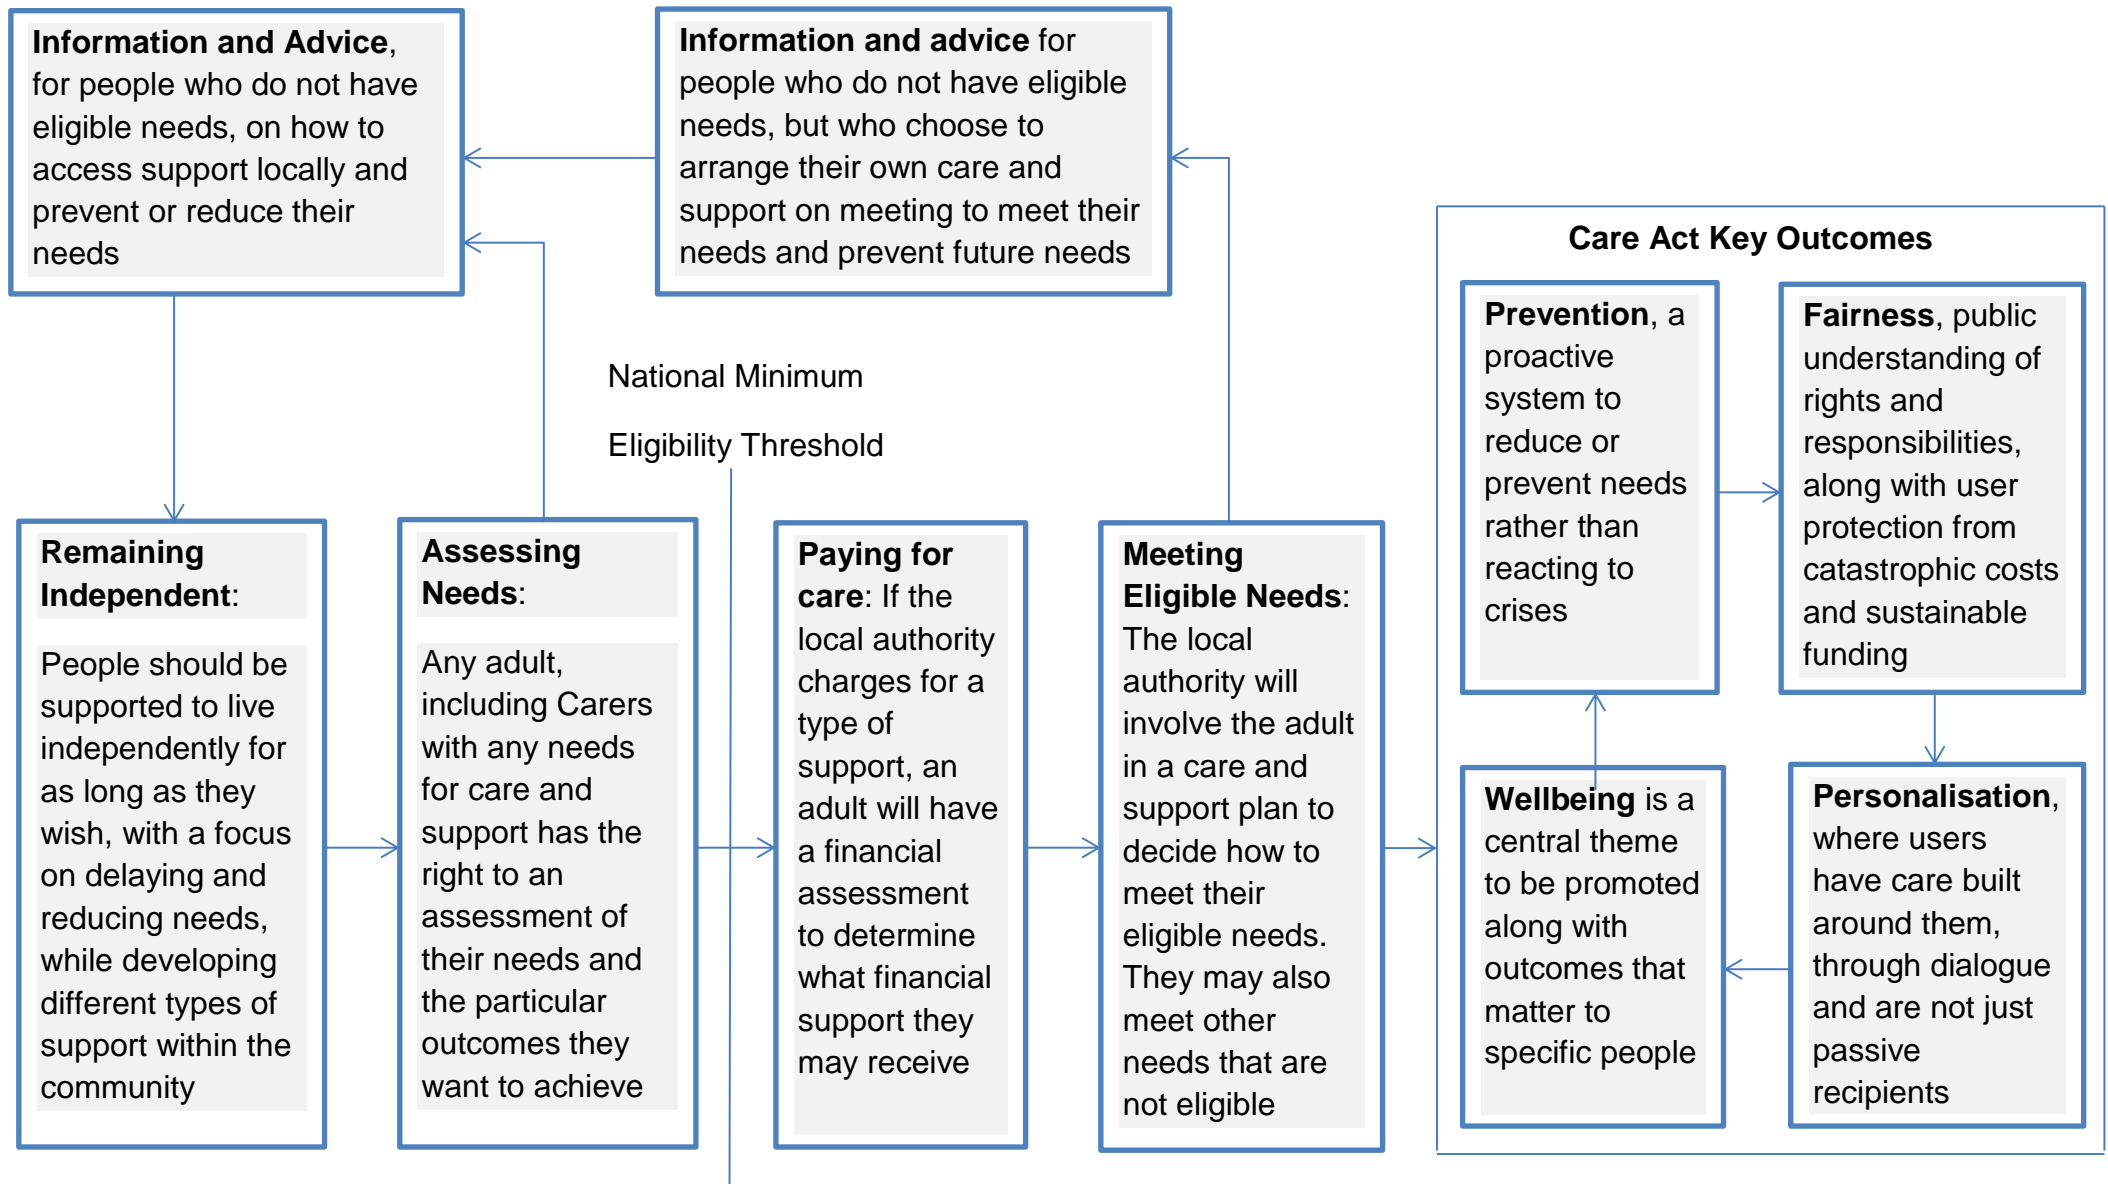 Information and Advice,
for people who do not have
eligible needs, on how to
access support locally and
prevent or reduce their
needs
Information and advice for
people who do not have eligible
needs, but who choose to
arrange their own care and
support on meeting to meet their
needs and prevent future needs
National Minimum
Eligibility Threshold
Remaining
Independent:
People should be
supported to live
independently for
as long as they
wish, with a focus
on delaying and
reducing needs,
while developing
different types of
support within the
community
Assessing
Needs:
Any adult,
including Carers
with any needs
for care and
support has the
right to an
assessment of
their needs and
the particular
outcomes they
want to achieve
Paying for
care: If the
local authority
charges for a
type of
support, an
adult will have
a financial
assessment
to determine
what financial
support they
may receive
Meeting
Eligible Needs:
The local
authority will
involve the adult
in a care and
support plan to
decide how to
meet their
eligible needs.
They may also
meet other
needs that are
not eligible
Care Act Key Outcomes
Prevention, a
proactive
system to
reduce or
prevent needs
rather than
reacting to
crises
Fairness, public
understanding of
rights and
responsibilities,
along with user
protection from
catastrophic costs
and sustainable
funding
Wellbeing is a
central theme
to be promoted
along with
outcomes that
matter to
specific people
Personalisation,
where users
have care built
around them,
through dialogue
and are not just
passive
recipients